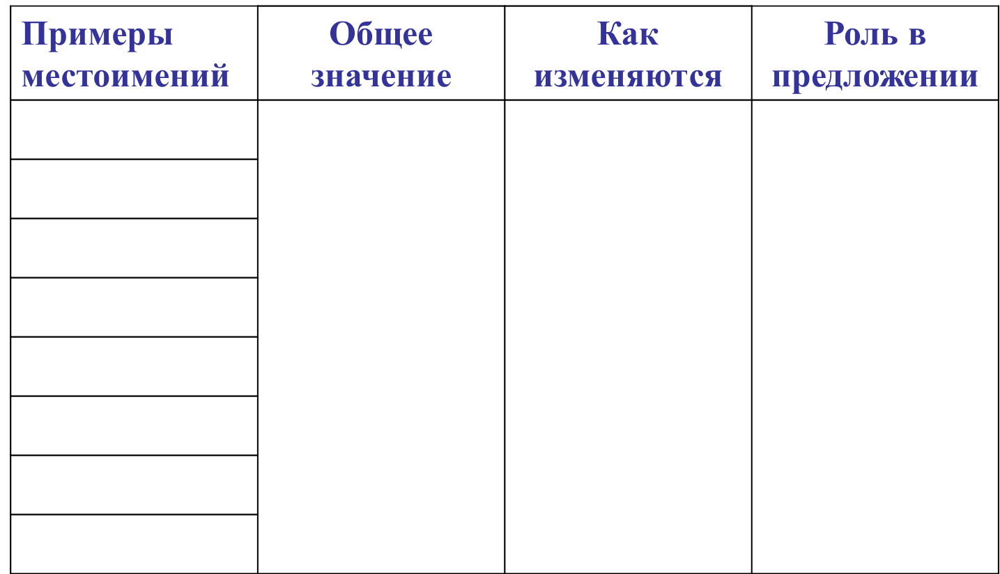 Примеры
местоимений
Общее
значение
Как
изменяются
Роль в
предложении